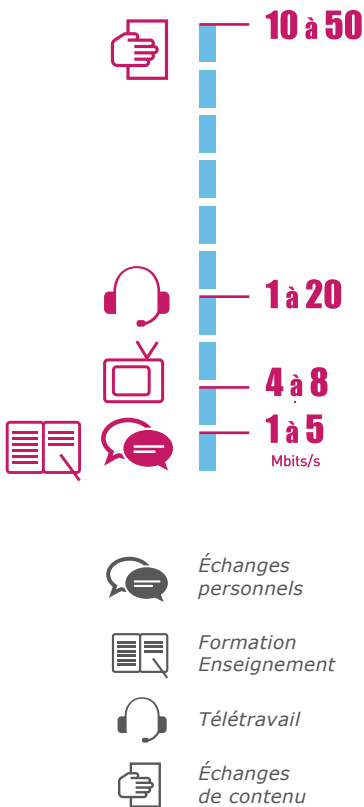 10 à 50
1 à 20
4 à 8
1 à 5
Mbits/s
Échanges
personnels
Formation
Enseignement
Télétravail
Échanges
de contenu